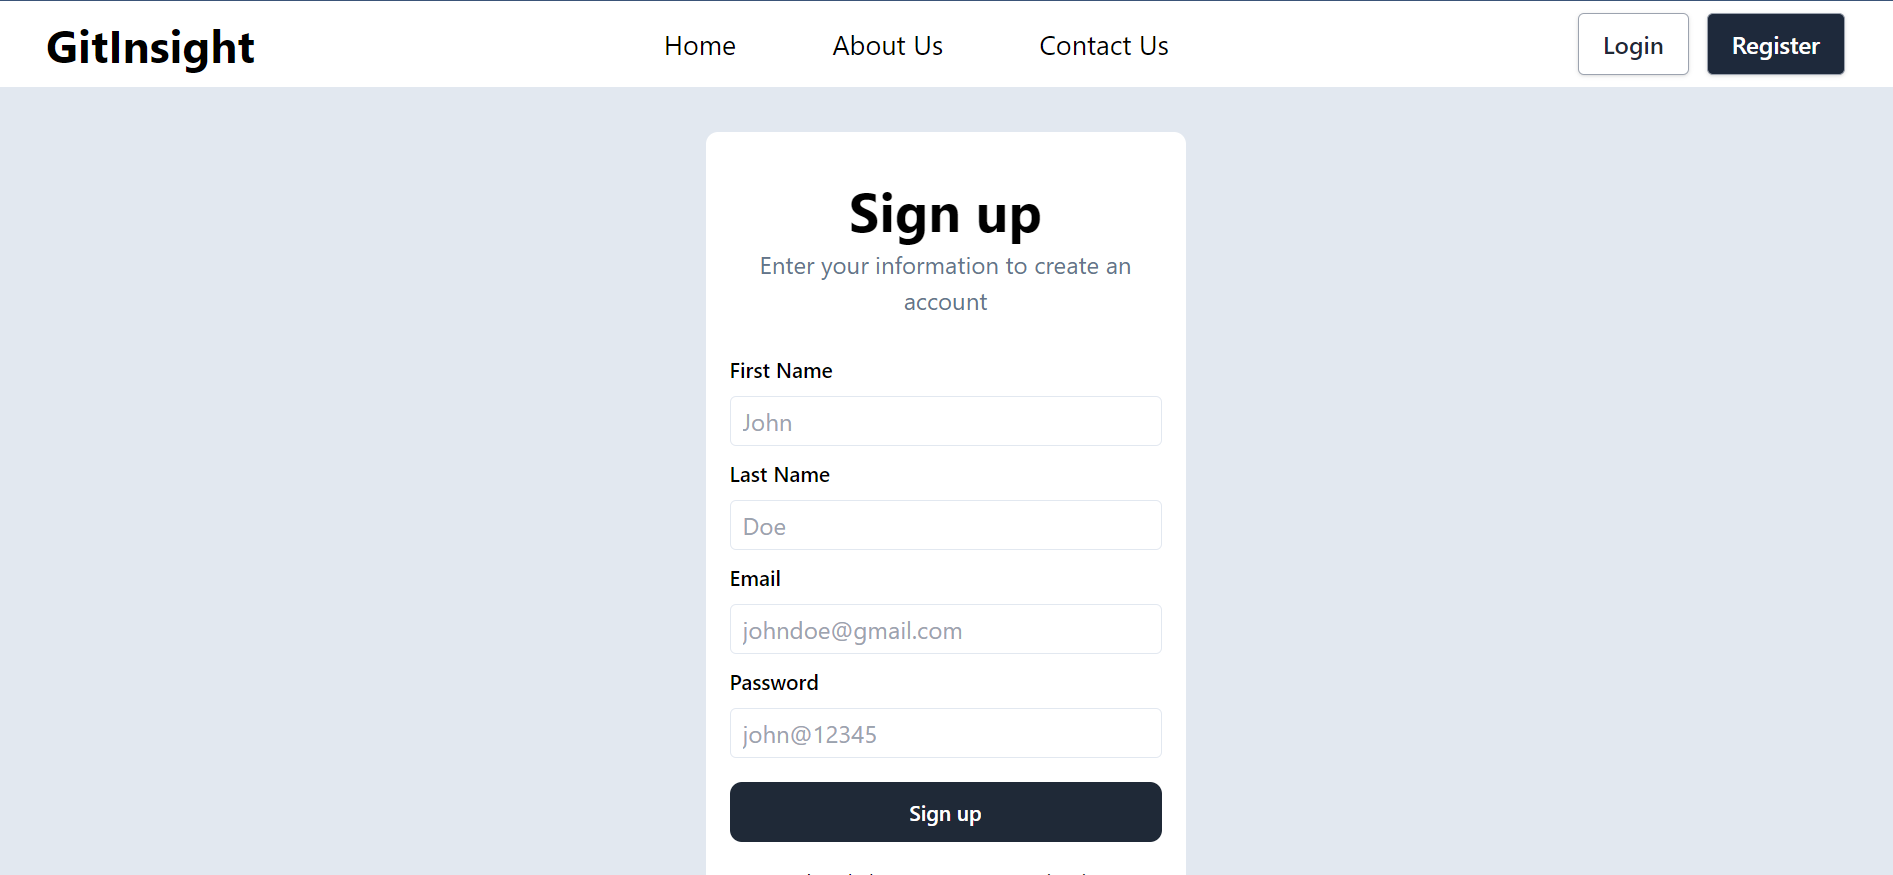 GitInsight
Home
About Us
Contact Us
Login
Register
Sign up
Enter your information to create an
account
First Name
John
Last Name
Doe
Email
johndoe@gmail.com
Password
john@12345
Sign up